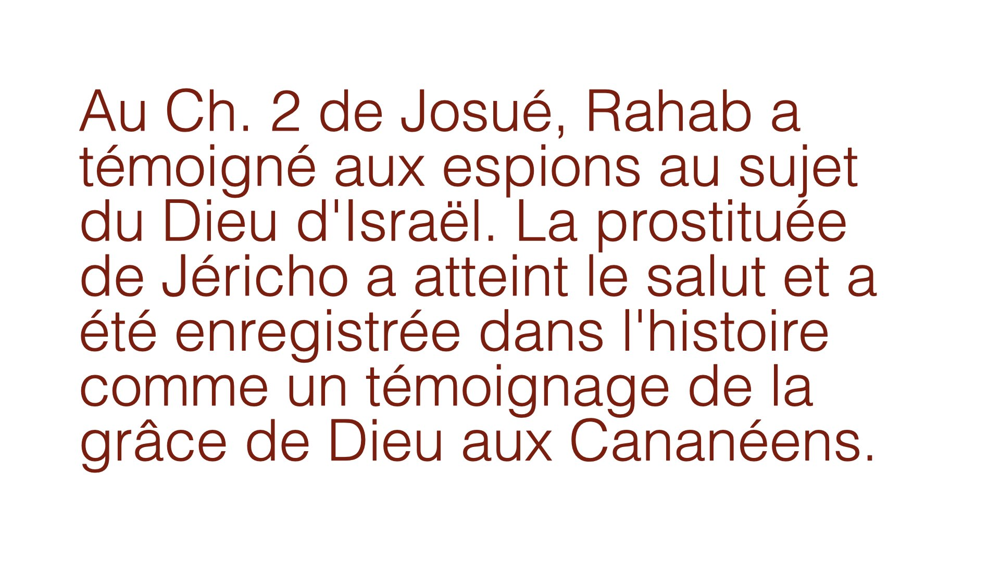 Au Ch. 2 de Josué, Rahab a
témoigné aux espions au sujet
du Dieu d'Israël. La prostituée
de Jéricho a atteint le salut et a
été enregistrée dans l'histoire
comme un témoignage de la
grâce de Dieu aux Cananéens.